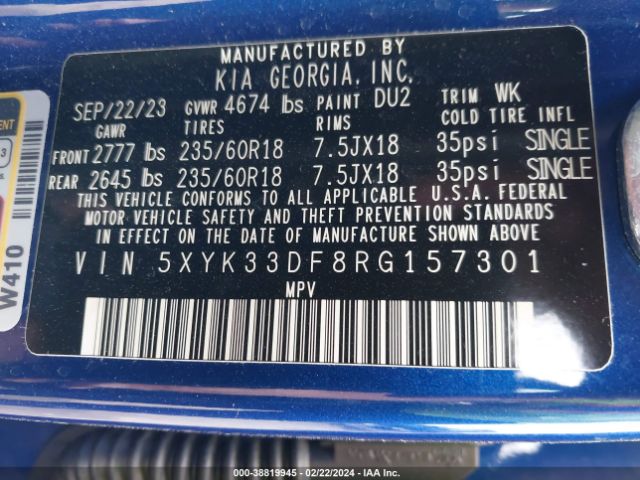 MANUFACTURED BY
KIA GEORGIA, INC.
SEP/22/23 GVWR 4674 lbs PAINT DU2 TRIM WK
GAWR TIRES RIMS COLD TIRE INFL
FRONT 2777 lbs 235/60R18 7.5JX18 35psi SINGLE
REAR 2645 lbs 235/60R18 7.5JX18 35psi SINGLE
THIS VEHICLE CONFORMS TO ALL APPLICABLE U.S.A. FEDERAL
MOTOR VEHICLE SAFETY AND THEFT PREVENTION STANDARDS
IN EFFECT ON THE DATE OF MANUFACTURE SHOWN ABOVE
VIN 5XYK33DF8RG157301
MPV
W410
000-38819945 - 02/22/2024 - IAA Inc.